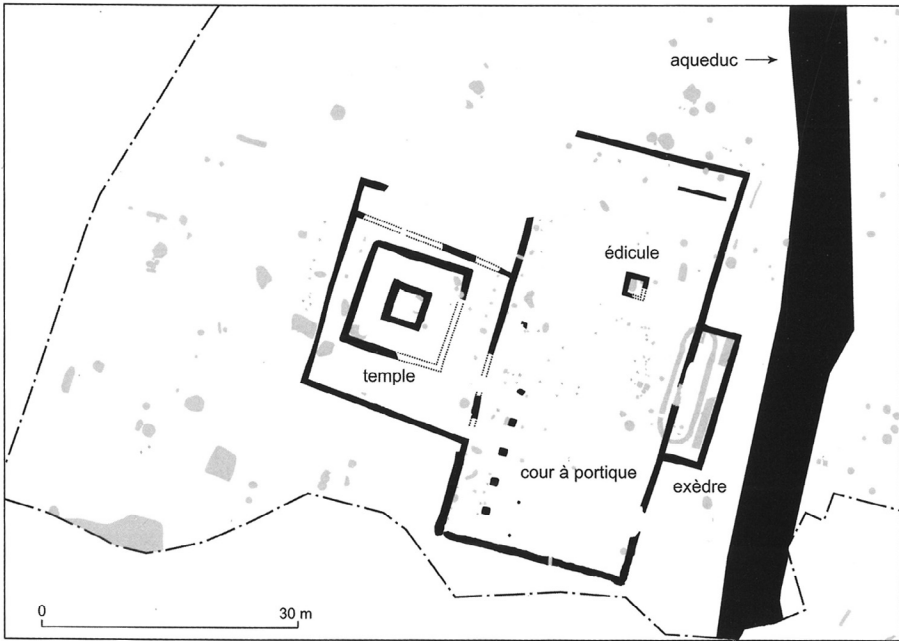 aqueduc →
édicule
temple
cour à portique
exèdre
0 30 m